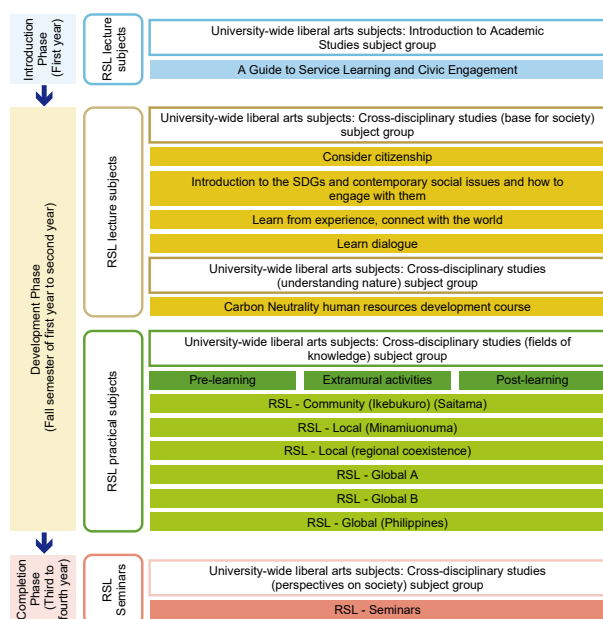 Introduction
Phase
(First year)
RSL lecture
subjects
University-wide liberal arts subjects: Introduction to Academic
Studies subject group
A Guide to Service Learning and Civic Engagement
Development Phase
(Fall semester of first year to second year)
RSL lecture subjects
University-wide liberal arts subjects: Cross-disciplinary studies (base for society)
subject group
Consider citizenship
Introduction to the SDGs and contemporary social issues and how to
engage with them
Learn from experience, connect with the world
Learn dialogue
University-wide liberal arts subjects: Cross-disciplinary studies
(understanding nature) subject group
Carbon Neutrality human resources development course
RSL practical subjects
University-wide liberal arts subjects: Cross-disciplinary studies (fields of
knowledge) subject group
Pre-learning
Extramural activities
Post-learning
RSL - Community (Ikebukuro) (Saitama)
RSL - Local (Minamiuonuma)
RSL - Local (regional coexistence)
RSL - Global A
RSL - Global B
RSL - Global (Philippines)
Completion
Phase
(Third to
fourth year)
RSL
Seminars
University-wide liberal arts subjects: Cross-disciplinary studies
(perspectives on society) subject group
RSL - Seminars